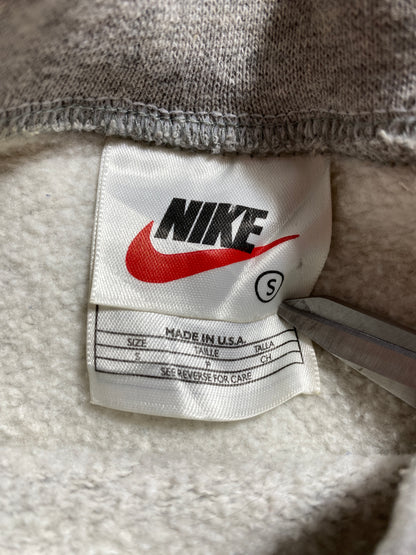 NIKE
S
MADE IN U.S.A.
SIZE TAILLE TALLA
S P CH
SEE REVERSE FOR CARE